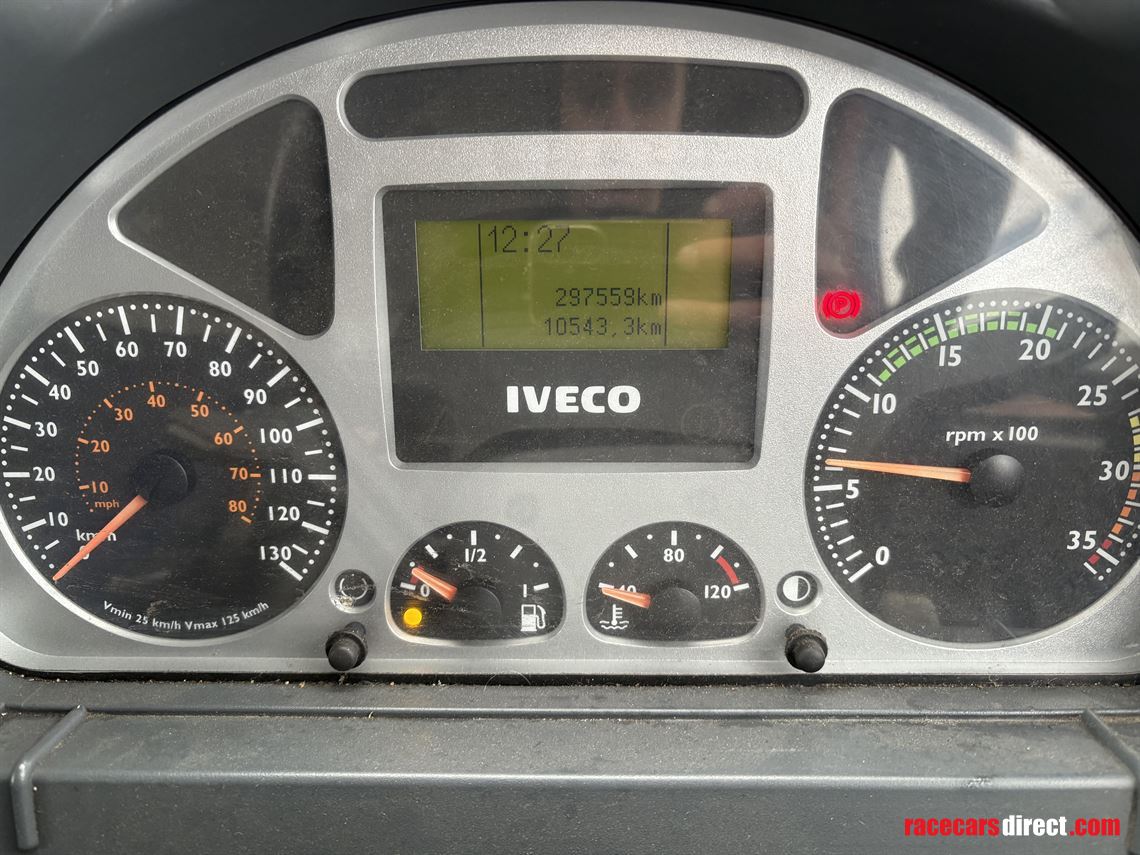 12:27
297559km
10543,3km
IVECO
10 20 30 40 50 60 70 80 90 100 110 120 130
km/h
10 20 30 40 50 60 70 80
mph
Vmin 25 km/h Vmax 125 km/h
0 1/2 1
40 80 120
0 5 10 15 20 25 30 35
rpm x 100
P
racecarsdirect.com